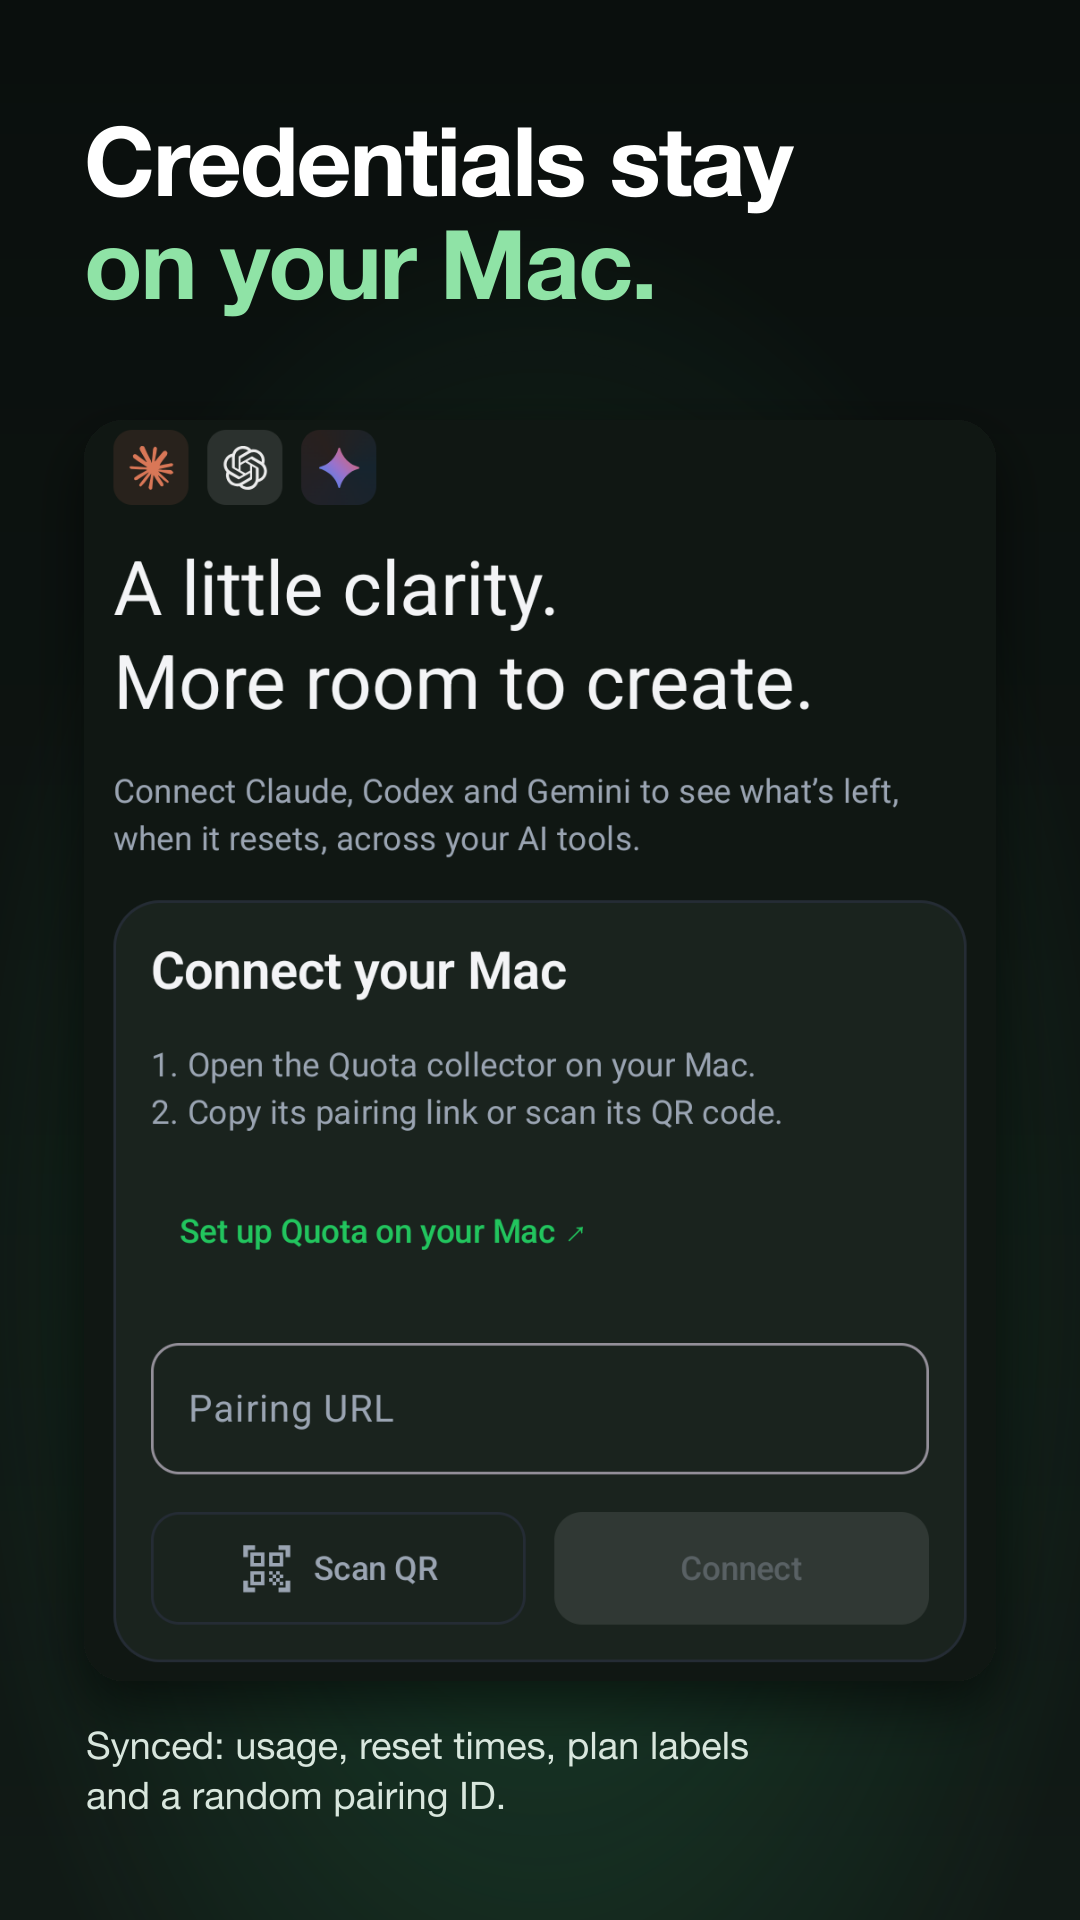 Credentials stay
on your Mac.
A little clarity.
More room to create.
Connect Claude, Codex and Gemini to see what’s left,
when it resets, across your AI tools.
Connect your Mac
1. Open the Quota collector on your Mac.
2. Copy its pairing link or scan its QR code.
Set up Quota on your Mac ↗
Pairing URL
Scan QR
Connect
Synced: usage, reset times, plan labels
and a random pairing ID.